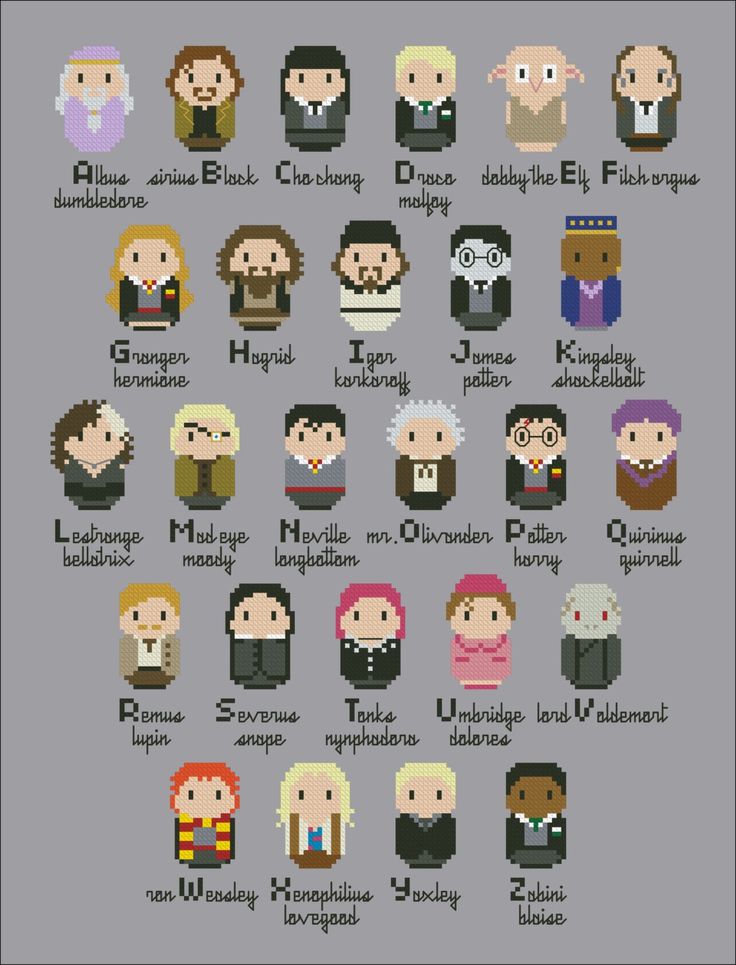 Albus dumbledore
sirius Black
Cho chang
Draco malfoy
dobby the Elf
Filch argus
Granger hermione
Hagrid
Igor karkaroff
James potter
Kingsley shackelbolt
Lestrange bellatrix
Mad eye moody
Neville longbottom
mr. Olivander
Potter harry
Quirinus quirrell
Remus lupin
Severus snape
Tonks nymphadora
Umbridge dolores
lord Voldemort
ron Weasley
Xenophilius lovegood
Yaxley
Zabini blaise